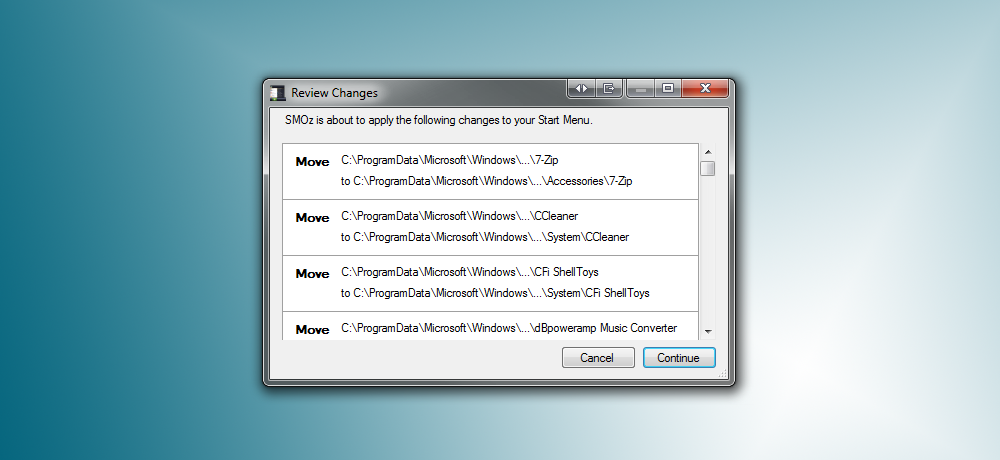 Review Changes
SMOz is about to apply the following changes to your Start Menu.
Move C:\ProgramData\Microsoft\Windows\...\7-Zip
to C:\ProgramData\Microsoft\Windows\...\Accessories\7-Zip
Move C:\ProgramData\Microsoft\Windows\...\CCleaner
to C:\ProgramData\Microsoft\Windows\...\System\CCleaner
Move C:\ProgramData\Microsoft\Windows\...\CFi ShellToys
to C:\ProgramData\Microsoft\Windows\...\System\CFi ShellToys
Move C:\ProgramData\Microsoft\Windows\...\dBpoweramp Music Converter
Cancel Continue